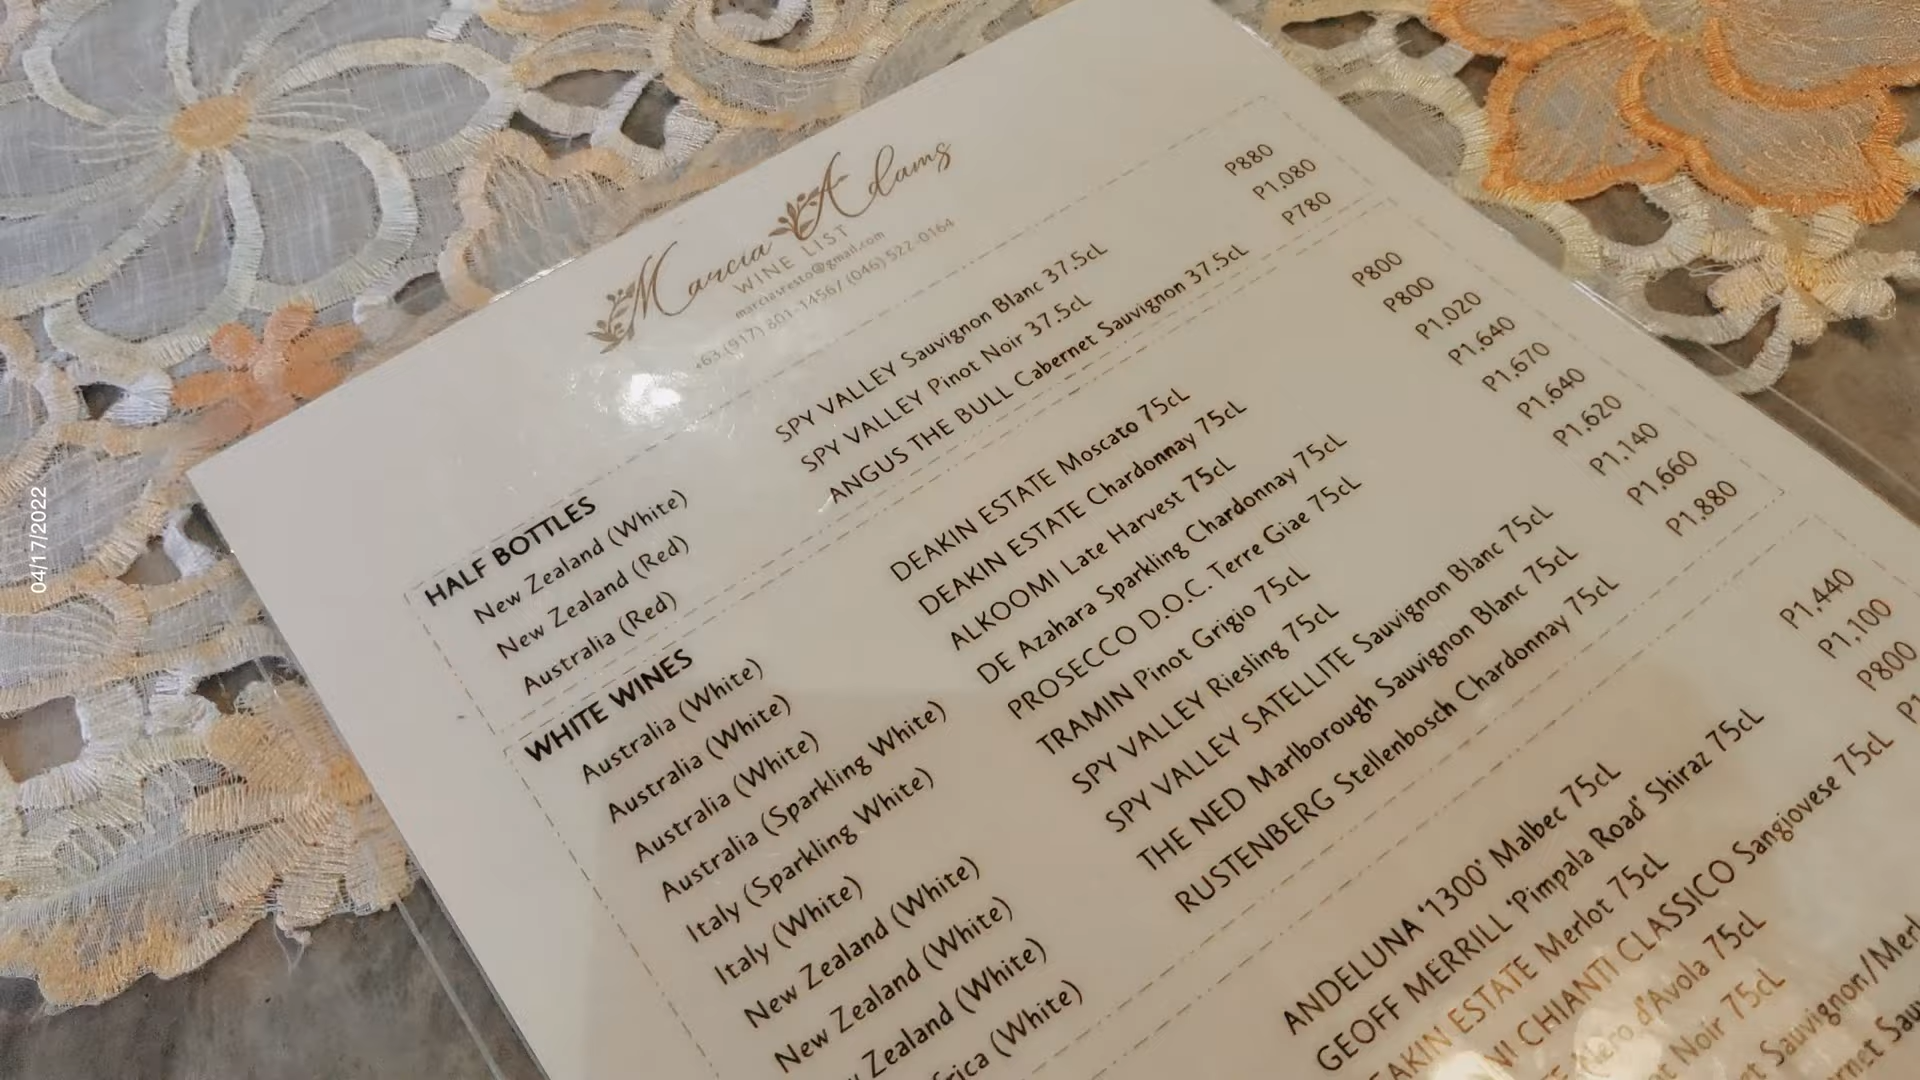 04/17/2022
Marcia Adams
WINE LIST
marciasresto@gmail.com
+63 (917) 801-1456/ (046) 522-0164
HALF BOTTLES
New Zealand (White) SPY VALLEY Sauvignon Blanc 37.5cL P880
New Zealand (Red) SPY VALLEY Pinot Noir 37.5cL P1,080
Australia (Red) ANGUS THE BULL Cabernet Sauvignon 37.5cL P780
WHITE WINES
Australia (White) DEAKIN ESTATE Moscato 75cL P800
Australia (White) DEAKIN ESTATE Chardonnay 75cL P800
Australia (White) ALKOOMI Late Harvest 75cL P1,020
Australia (Sparkling White) DE Azahara Sparkling Chardonnay 75cL P1,640
Italy (Sparkling White) PROSECCO D.O.C. Terre Giae 75cL P1,670
Italy (White) TRAMIN Pinot Grigio 75cL P1,640
New Zealand (White) SPY VALLEY Riesling 75cL P1,620
New Zealand (White) SPY VALLEY SATELLITE Sauvignon Blanc 75cL P1,140
Zealand (White) THE NED Marlborough Sauvignon Blanc 75cL P1,660
(White) RUSTENBERG Stellenbosch Chardonnay 75cL P1,880
ANDELUNA '1300' Malbec 75cL P1,440
GEOFF MERRILL 'Pimpala Road' Shiraz 75cL P1,100
ESTATE Merlot 75cL P800
CHIANTI CLASSICO Sangiovese 75cL
Nero d'Avola 75cL
Noir 75cL
Sauvignon/Merl